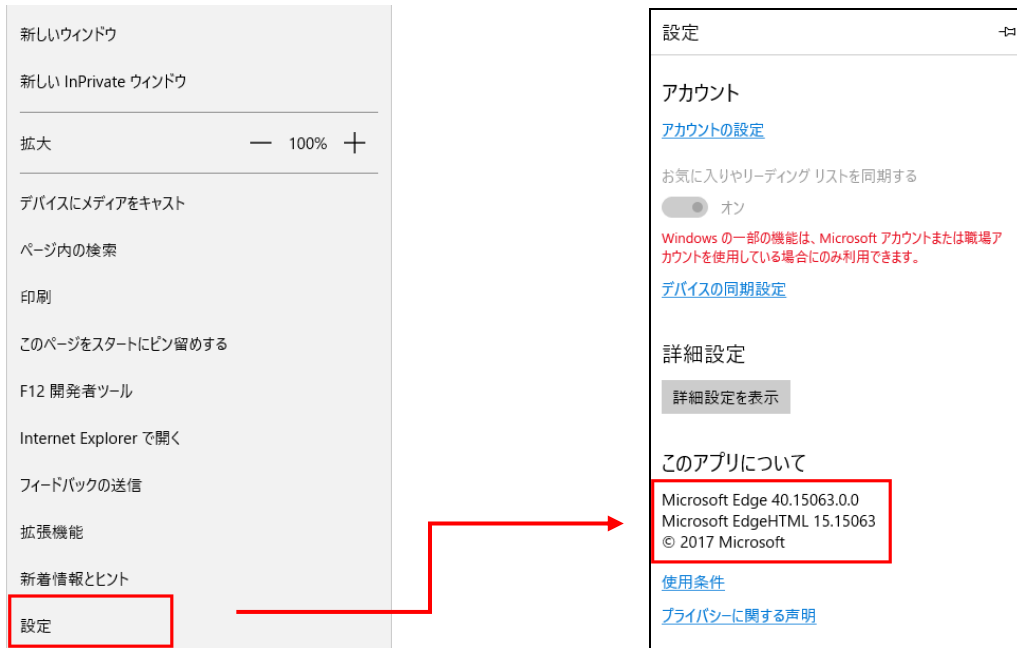 新しいウィンドウ
新しい InPrivate ウィンドウ
拡大 — 100% +
デバイスにメディアをキャスト
ページ内の検索
印刷
このページをスタートにピン留めする
F12 開発者ツール
Internet Explorer で開く
フィードバックの送信
拡張機能
新着情報とヒント
設定
設定
アカウント
アカウントの設定
お気に入りやリーディング リストを同期する
オン
Windows の一部の機能は、Microsoft アカウントまたは職場ア
カウントを使用している場合にのみ利用できます。
デバイスの同期設定
詳細設定
詳細設定を表示
このアプリについて
Microsoft Edge 40.15063.0.0
Microsoft EdgeHTML 15.15063
© 2017 Microsoft
使用条件
プライバシーに関する声明